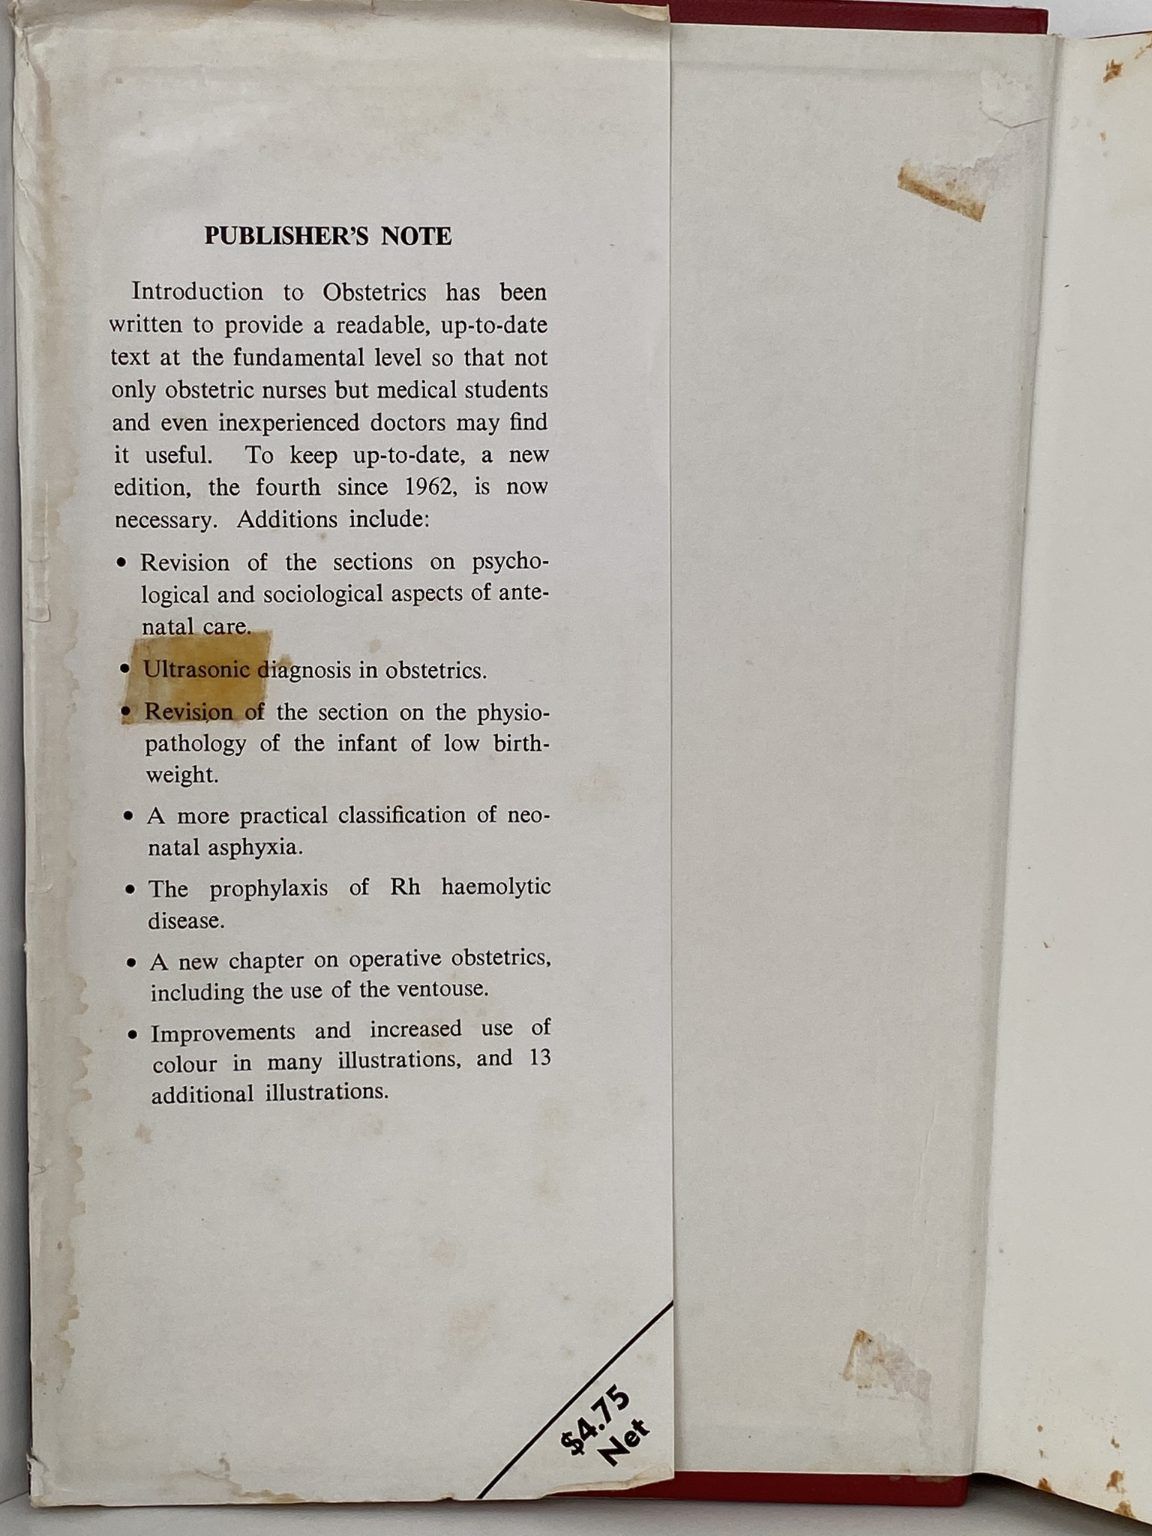 PUBLISHER'S NOTE
Introduction to Obstetrics has been
written to provide a readable, up-to-date
text at the fundamental level so that not
only obstetric nurses but medical students
and even inexperienced doctors may find
it useful. To keep up-to-date, a new
edition, the fourth since 1962, is now
necessary. Additions include:
• Revision of the sections on psycho-
logical and sociological aspects of ante-
natal care.
• Ultrasonic diagnosis in obstetrics.
• Revision of the section on the physio-
pathology of the infant of low birth-
weight.
• A more practical classification of neo-
natal asphyxia.
• The prophylaxis of Rh haemolytic
disease.
• A new chapter on operative obstetrics,
including the use of the ventouse.
• Improvements and increased use of
colour in many illustrations, and 13
additional illustrations.
$4.75
Net